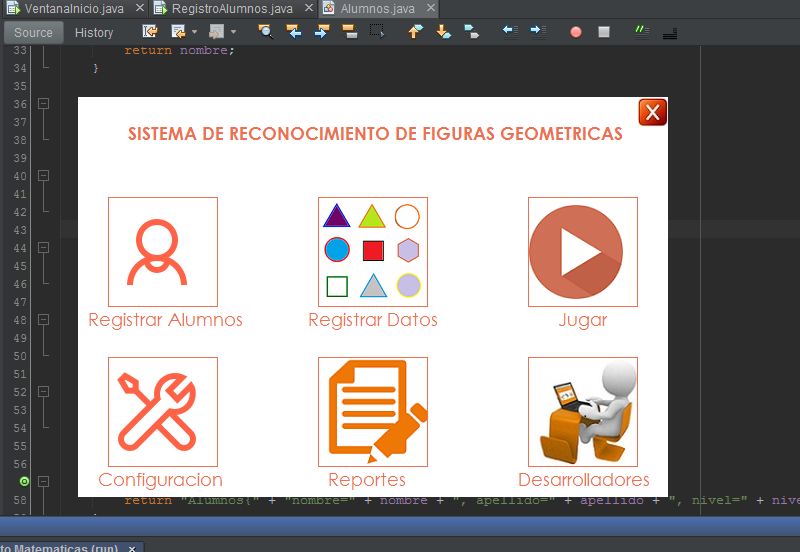 VentanaInicio.java
RegistroAlumnos.java
Alumnos.java
Source
History
33 return nombre;
34 }
35
36
37
38
39
40
41
42
43
44
45
46
47
48
49
50
51
52
53
54
55
56
58 return "Alumnos{" + "nombre=" + nombre + ", apellido=" + apellido + ", nivel=" + nive
X
SISTEMA DE RECONOCIMIENTO DE FIGURAS GEOMETRICAS
Registrar Alumnos
Registrar Datos
Jugar
Configuracion
Reportes
Desarrolladores
to Matematicas (run)